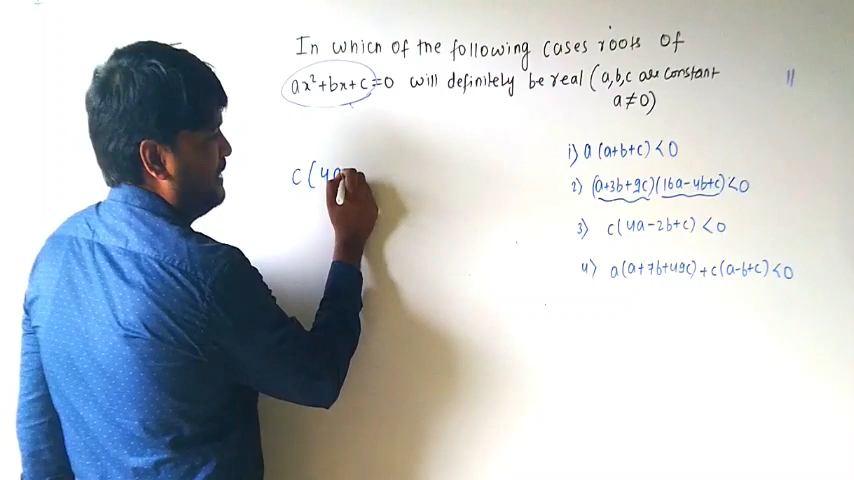 In which of the following cases roots of
ax²+bx+c=0 will definitely be real (a,b,c are constant
a≠0)
11
1) a (a+b+c) < 0
2) (a+3b+9c)(16a-4b+c) < 0
3) c(4a-2b+c) < 0
4) a(a+7b+49c)+c(a-b+c) < 0
c(4a